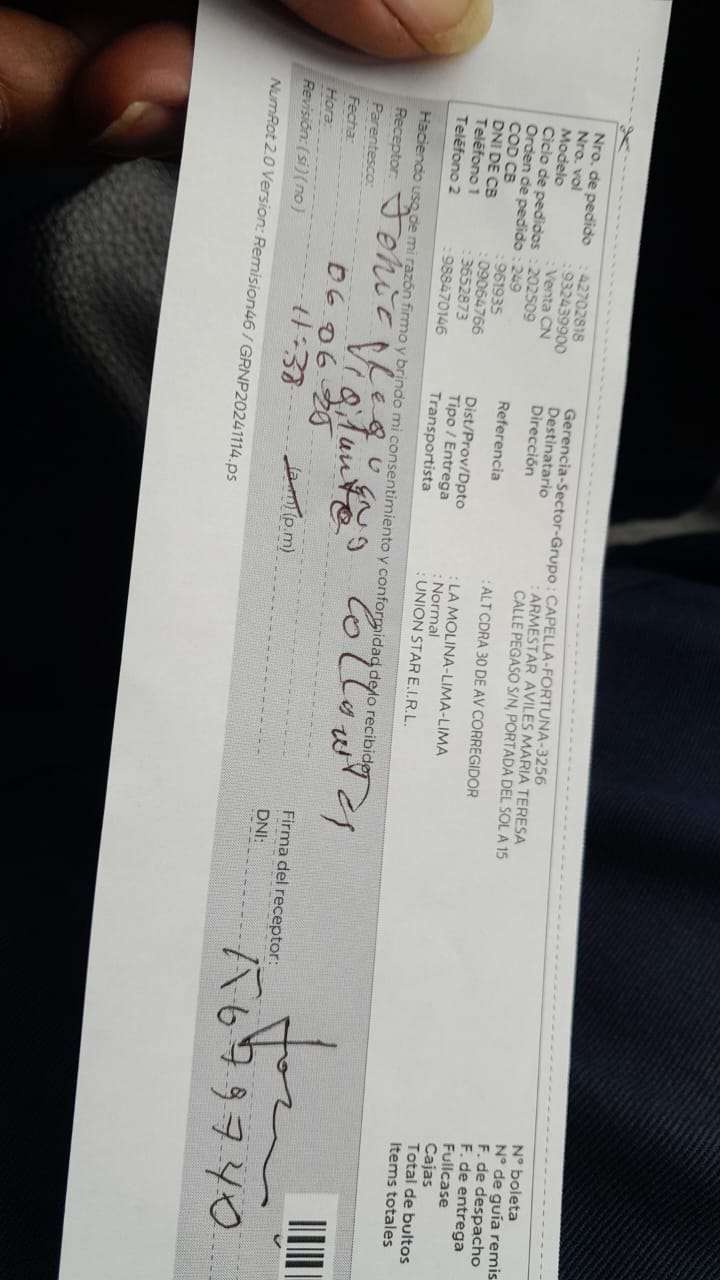 Nro. de pedido : 42702818
Nro. vol : 932439900
Modelo : Venta CN
Ciclo de pedidos : 202509
Orden de pedido : 249
COD CB : 961935
DNI DE CB : 09064766
Teléfono 1 : 3652873
Teléfono 2 : 988470146
Gerencia-Sector-Grupo : CAPELLA-FORTUNA-3256
Destinatario : ARMESTAR AVILES MARIA TERESA
Dirección CALLE PEGASO S/N, PORTADA DEL SOL A 15
Referencia : ALT CDRA 30 DE AV CORREGIDOR
Dist/Prov/Dpto : LA MOLINA-LIMA-LIMA
Tipo / Entrega : Normal
Transportista : UNION STAR E.I.R.L.
N° boleta
N° de guía remis
F. de despacho
F. de entrega
Fullcase
Cajas
Total de bultos
Items totales
Haciendo uso de mi razón firmo y brindo mi consentimiento y conformidad de lo recibido
Receptor:
Parentesco: Vigilante
Fecha: 06.06.25
Hora: 11:38 (a.m) (p.m)
Revisión: ( si ) ( no )
Firma del receptor:
DNI:
NumRot 2.0 Version: Remision46 / GRNP20241114.ps